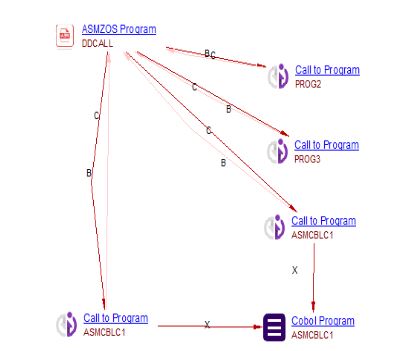 ASMZOS Program
DDCALL
B C
Call to Program
PROG2
C
C
B
Call to Program
PROG3
C
B
B
Call to Program
ASMCBLC1
X
Call to Program
ASMCBLC1
X
Cobol Program
ASMCBLC1